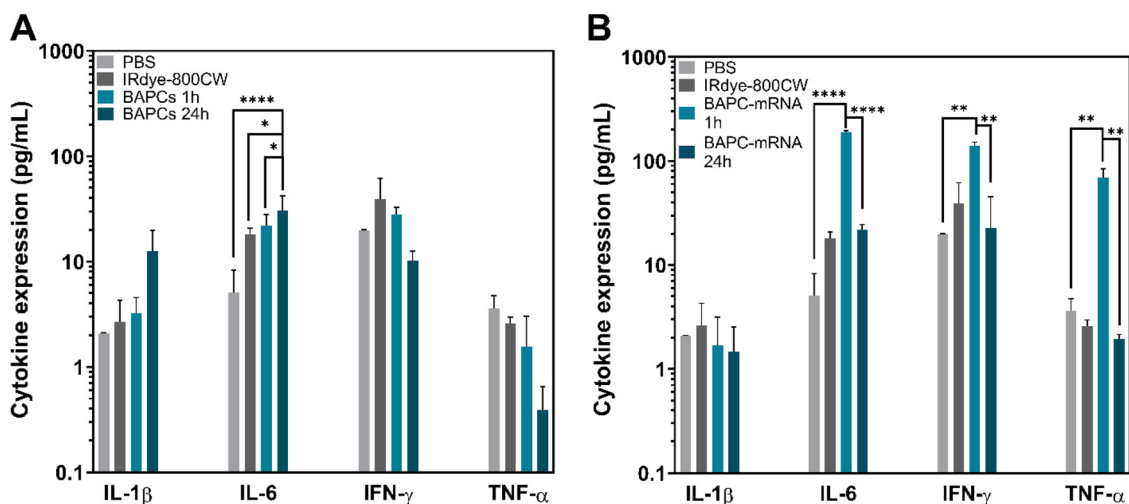 A
Cytokine expression (pg/mL)
1000
100
10
1
0.1
PBS
IRdye-800CW
BAPCs 1h
BAPCs 24h
****
*
*
IL-1β
IL-6
IFN-γ
TNF-α
B
Cytokine expression (pg/mL)
1000
100
10
1
0.1
PBS
IRdye-800CW
BAPC-mRNA
1h
BAPC-mRNA
24h
****
****
**
**
**
**
IL-1β
IL-6
IFN-γ
TNF-α